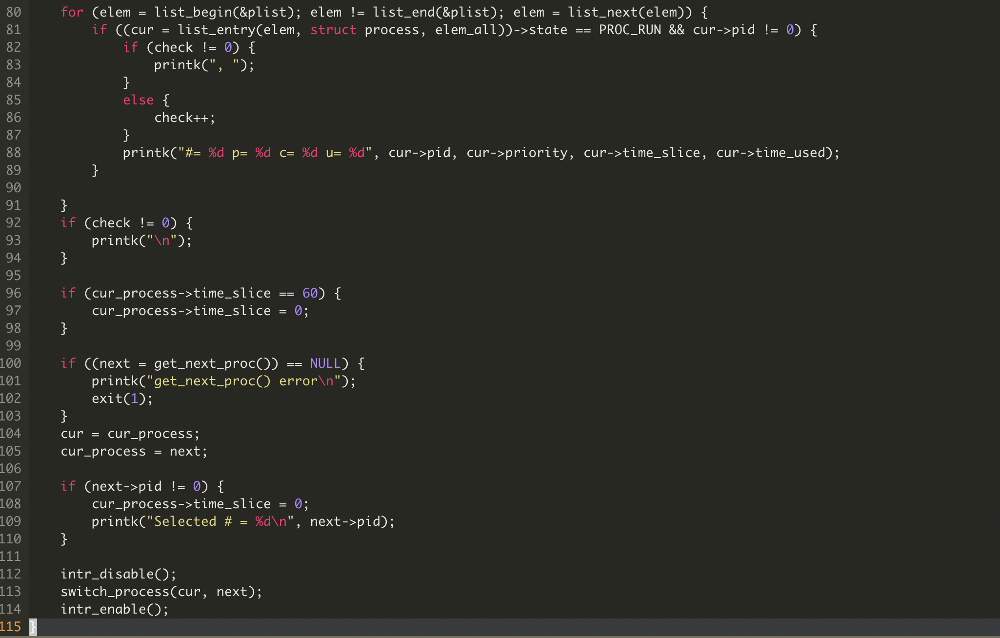 80     for (elem = list_begin(&plist); elem != list_end(&plist); elem = list_next(elem)) {
81         if ((cur = list_entry(elem, struct process, elem_all))->state == PROC_RUN && cur->pid != 0) {
82             if (check != 0) {
83                 printk(", ");
84             }
85             else {
86                 check++;
87             }
88             printk("#= %d p= %d c= %d u= %d", cur->pid, cur->priority, cur->time_slice, cur->time_used);
89         }
90
91     }
92     if (check != 0) {
93         printk("\n");
94     }
95
96     if (cur_process->time_slice == 60) {
97         cur_process->time_slice = 0;
98     }
99
100     if ((next = get_next_proc()) == NULL) {
101         printk("get_next_proc() error\n");
102         exit(1);
103     }
104     cur = cur_process;
105     cur_process = next;
106
107     if (next->pid != 0) {
108         cur_process->time_slice = 0;
109         printk("Selected # = %d\n", next->pid);
110     }
111
112     intr_disable();
113     switch_process(cur, next);
114     intr_enable();
115 }